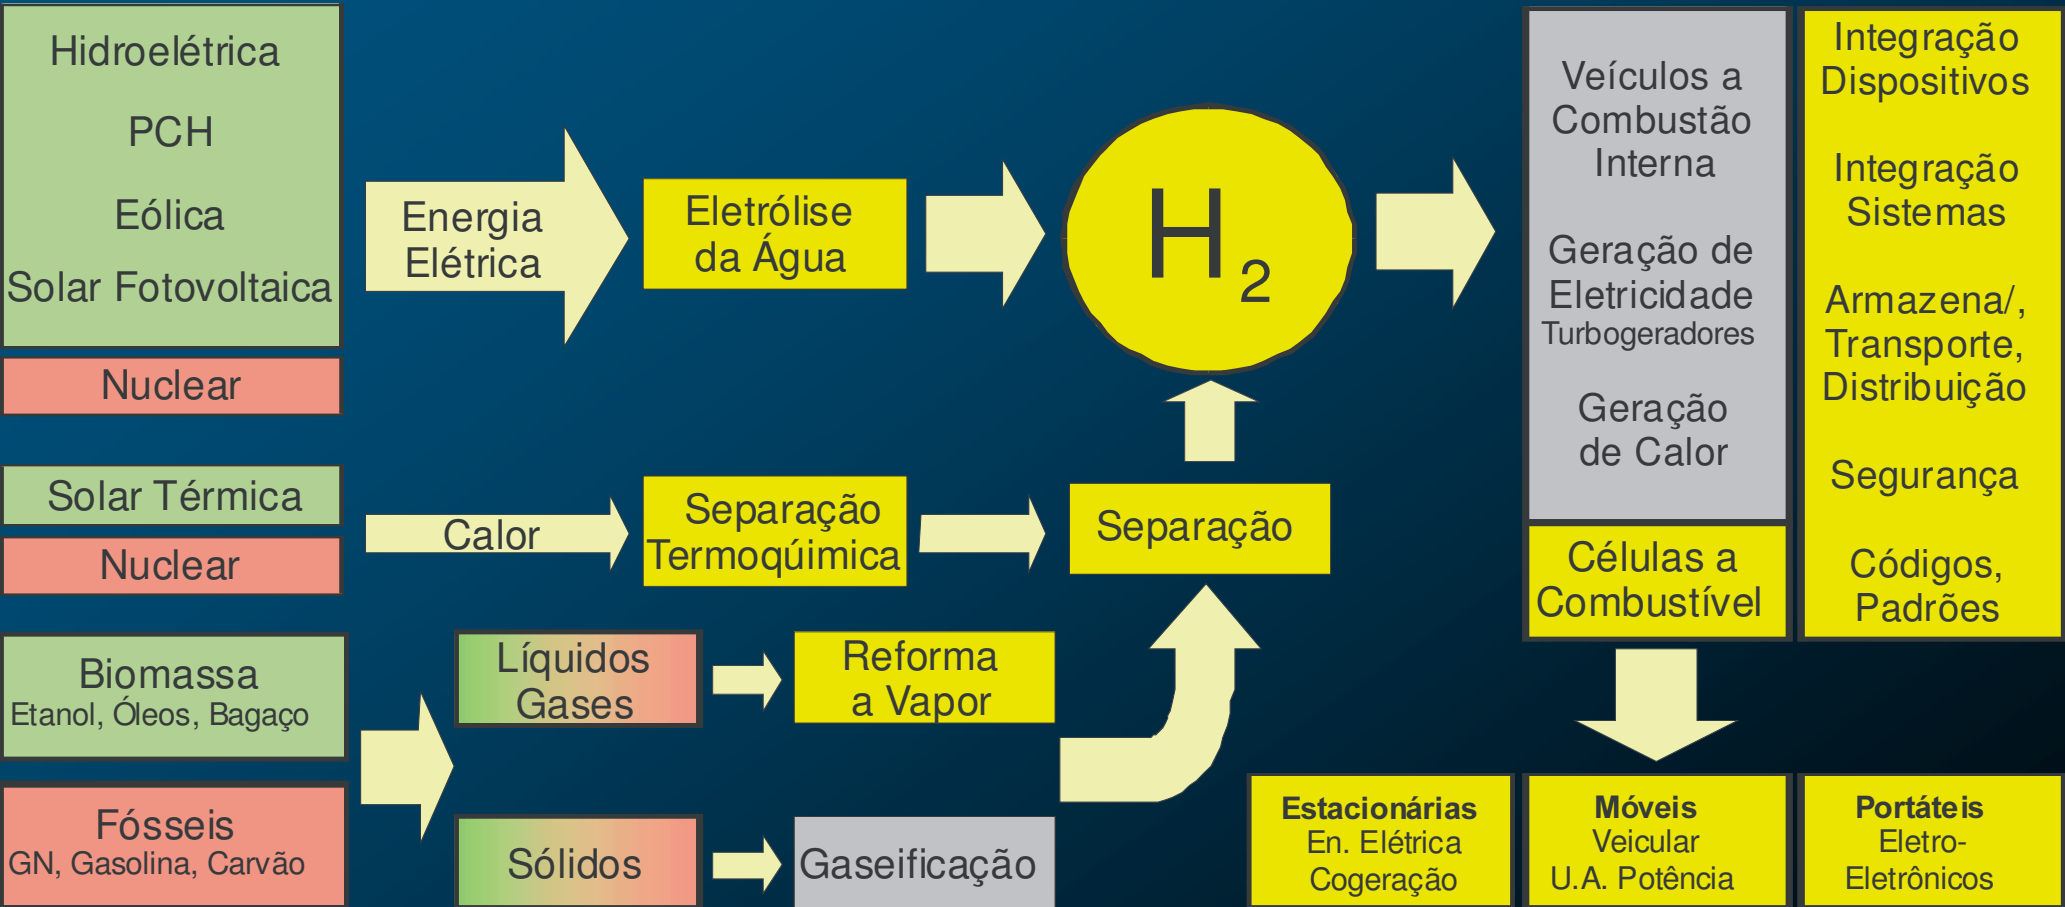 Hidroelétrica
PCH
Eólica
Solar Fotovoltaica
Nuclear
Energia
Elétrica
Eletrólise
da Água
H2
Solar Térmica
Nuclear
Calor
Separação
Termoqúimica
Separação
Biomassa
Etanol, Óleos, Bagaço
Fósseis
GN, Gasolina, Carvão
Líquidos
Gases
Reforma
a Vapor
Sólidos
Gaseificação
Veículos a
Combustão
Interna
Geração de
Eletricidade
Turbogeradores
Geração
de Calor
Células a
Combustível
Integração
Dispositivos
Integração
Sistemas
Armazena/,
Transporte,
Distribuição
Segurança
Códigos,
Padrões
Estacionárias
En. Elétrica
Cogeração
Móveis
Veicular
U.A. Potência
Portáteis
Eletro-
Eletrônicos